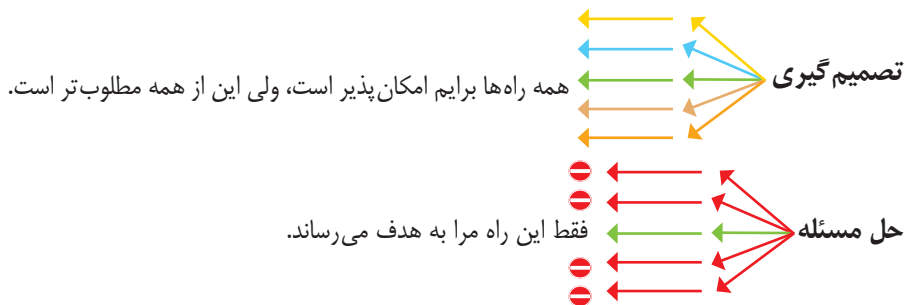 تصمیم‌گیری
همه راه‌ها برایم امکان‌پذیر است، ولی این از همه مطلوب‌تر است.
حل مسئله
فقط این راه مرا به هدف می‌رساند.